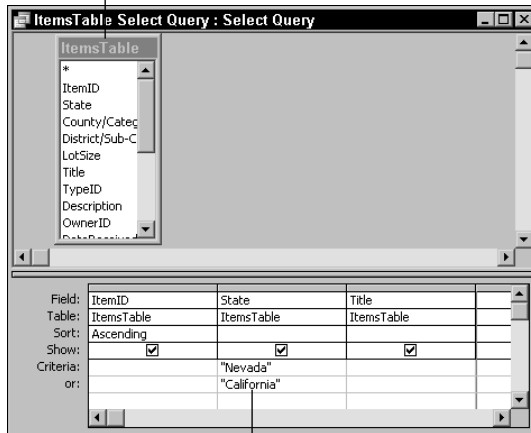 ItemsTable Select Query : Select Query
ItemsTable
*
ItemID
State
County/Categ
District/Sub-C
LotSize
Title
TypeID
Description
OwnerID
DateReceived
Field: ItemID State Title
Table: ItemsTable ItemsTable ItemsTable
Sort: Ascending
Show:
Criteria: "Nevada"
or: "California"